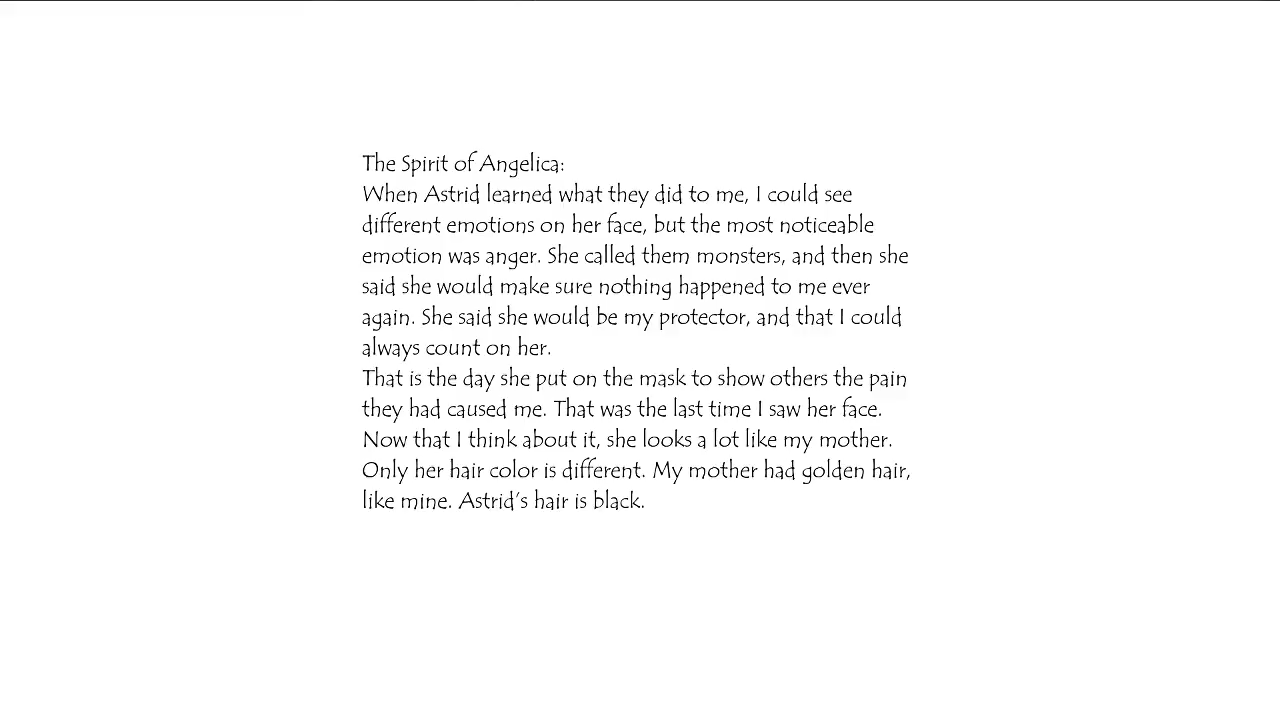 The Spirit of Angelica:
When Astrid learned what they did to me, I could see
different emotions on her face, but the most noticeable
emotion was anger. She called them monsters, and then she
said she would make sure nothing happened to me ever
again. She said she would be my protector, and that I could
always count on her.
That is the day she put on the mask to show others the pain
they had caused me. That was the last time I saw her face.
Now that I think about it, she looks a lot like my mother.
Only her hair color is different. My mother had golden hair,
like mine. Astrid's hair is black.